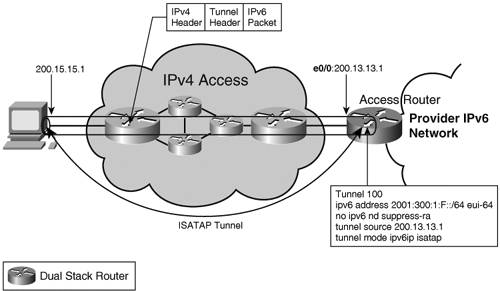 IPv4 Header
Tunnel Header
IPv6 Packet
200.15.15.1
IPv4 Access
e0/0:200.13.13.1
Access Router
Provider IPv6
Network
ISATAP Tunnel
Tunnel 100
ipv6 address 2001:300:1:F::/64 eui-64
no ipv6 nd suppress-ra
tunnel source 200.13.13.1
tunnel mode ipv6ip isatap
Dual Stack Router